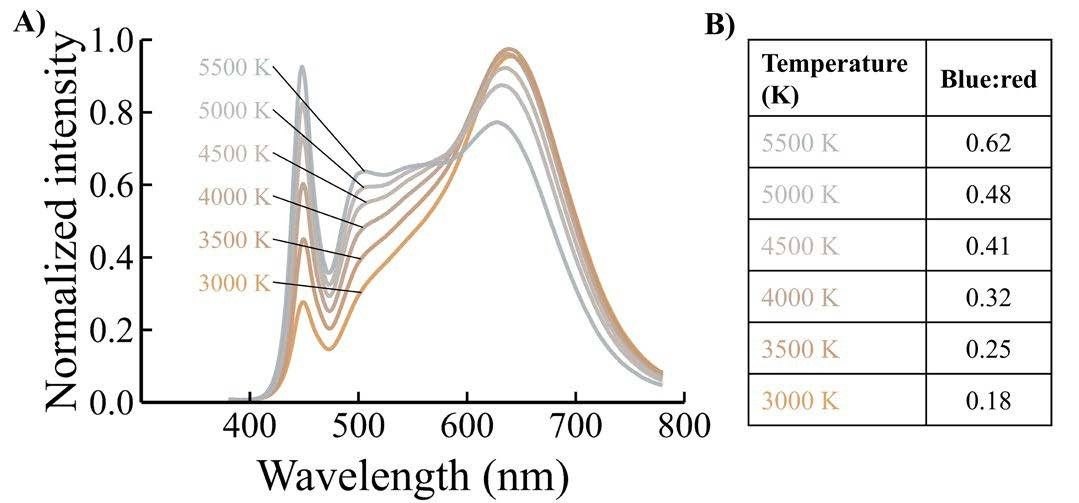 A)
Normalized intensity
1.0
0.8
0.6
0.4
0.2
0.0
5500 K
5000 K
4500 K
4000 K
3500 K
3000 K
400 500 600 700 800
Wavelength (nm)
B)
Temperature
(K)
Blue:red
5500 K 0.62
5000 K 0.48
4500 K 0.41
4000 K 0.32
3500 K 0.25
3000 K 0.18